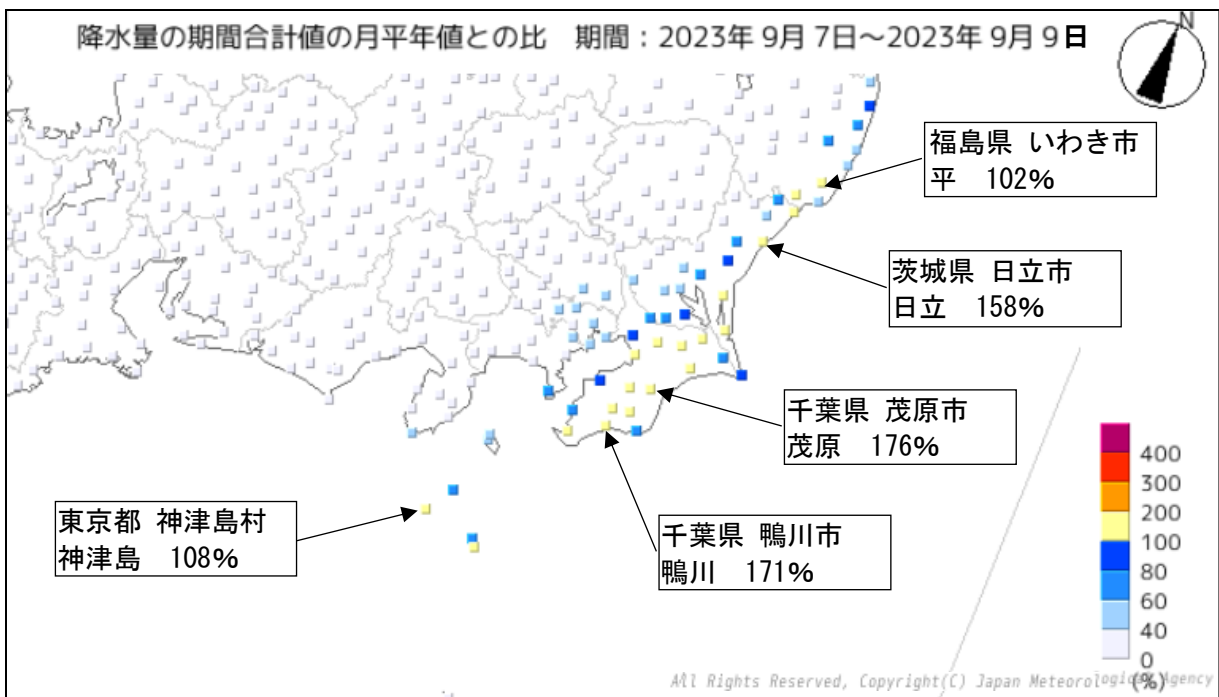 降水量の期間合計値の月平年値との比　期間：2023年 9月 7日～2023年 9月 9日
N
福島県 いわき市
平　102%
茨城県 日立市
日立　158%
千葉県 茂原市
茂原　176%
千葉県 鴨川市
鴨川　171%
東京都 神津島村
神津島　108%
400
300
200
100
80
60
40
0
(%)
All Rights Reserved, Copyright(C) Japan Meteorological Agency